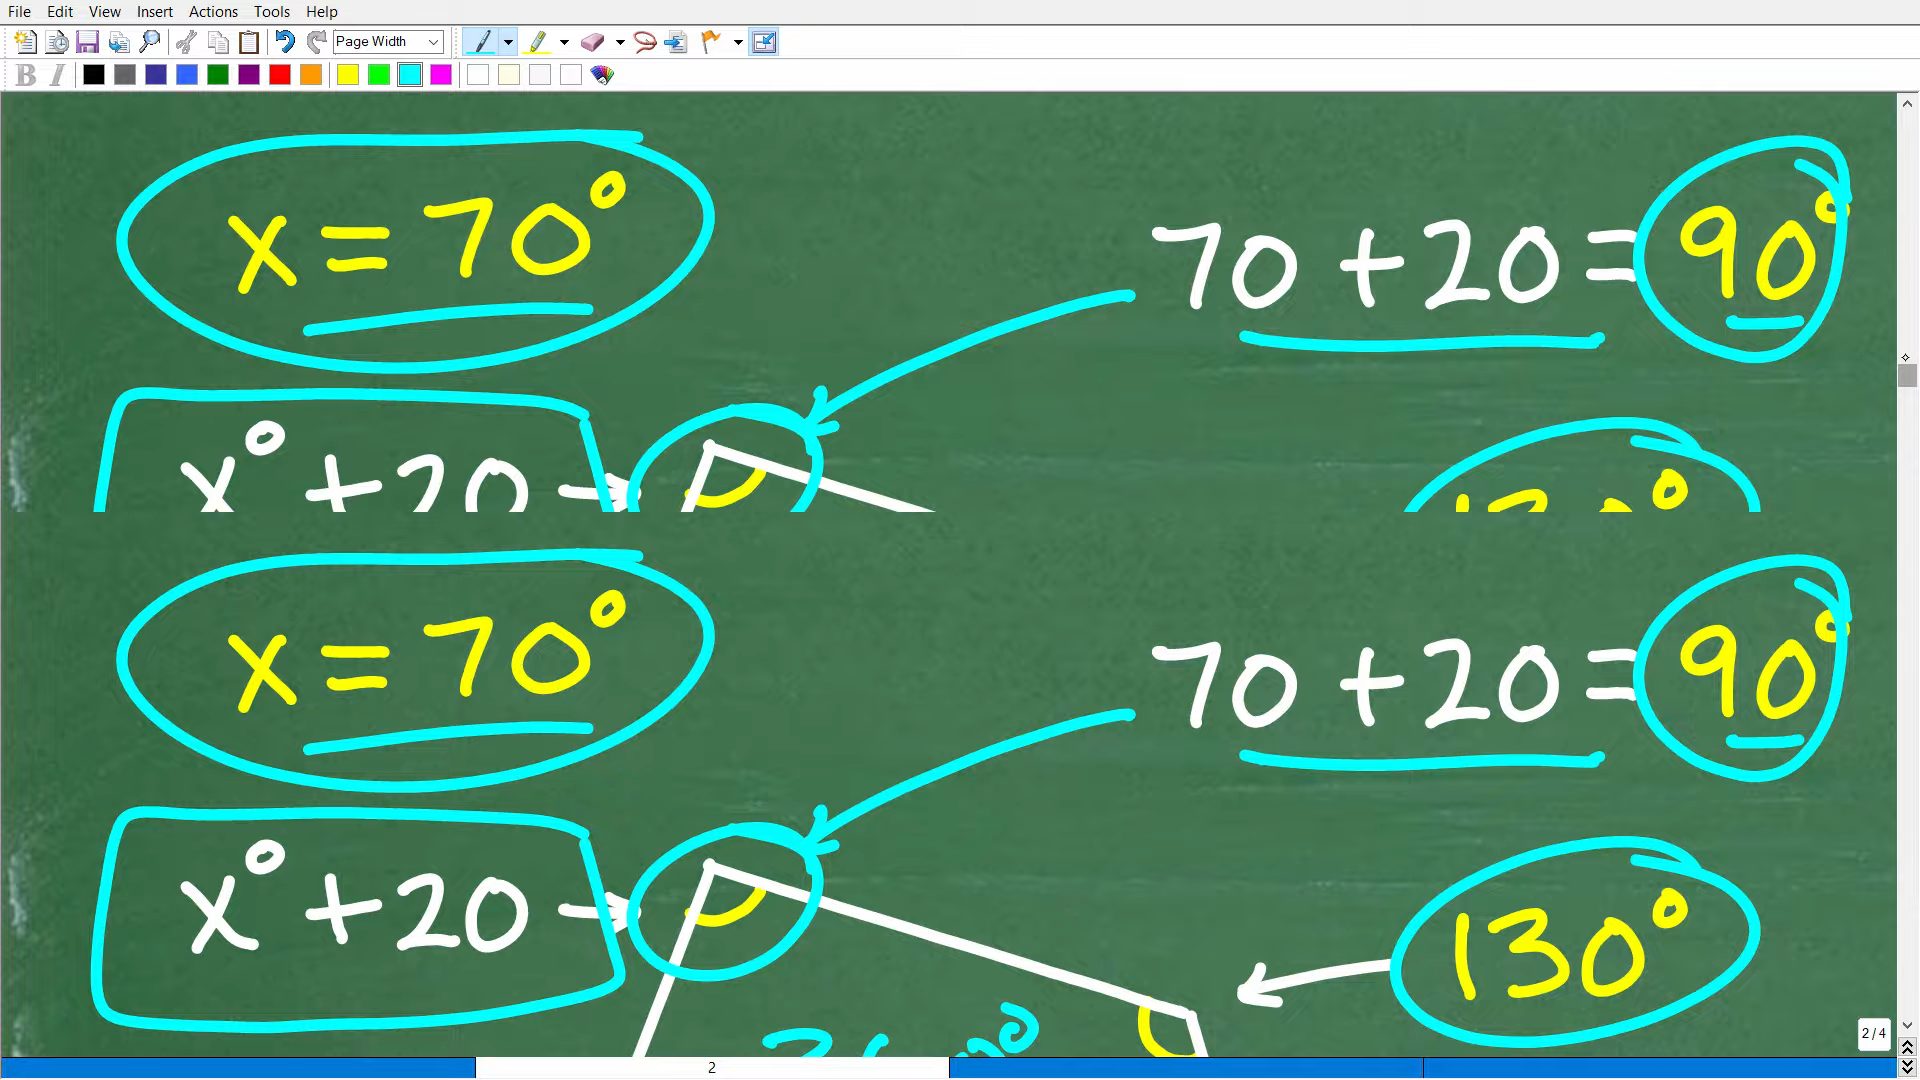 File Edit View Insert Actions Tools Help
Page Width
B I
x = 70°
70 + 20 = 90°
x° + 20
130°
x = 70°
70 + 20 = 90°
x° + 20
130°
2 / 4
2